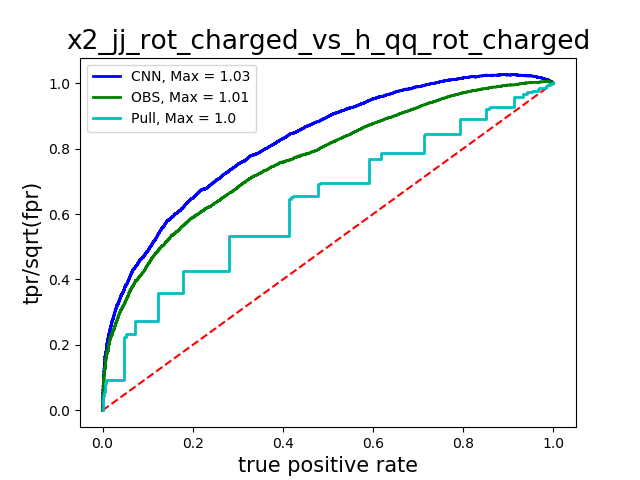 x2_jj_rot_charged_vs_h_qq_rot_charged
CNN, Max = 1.03
OBS, Max = 1.01
Pull, Max = 1.0
tpr/sqrt(fpr)
1.0
0.8
0.6
0.4
0.2
0.0
0.0 0.2 0.4 0.6 0.8 1.0
true positive rate